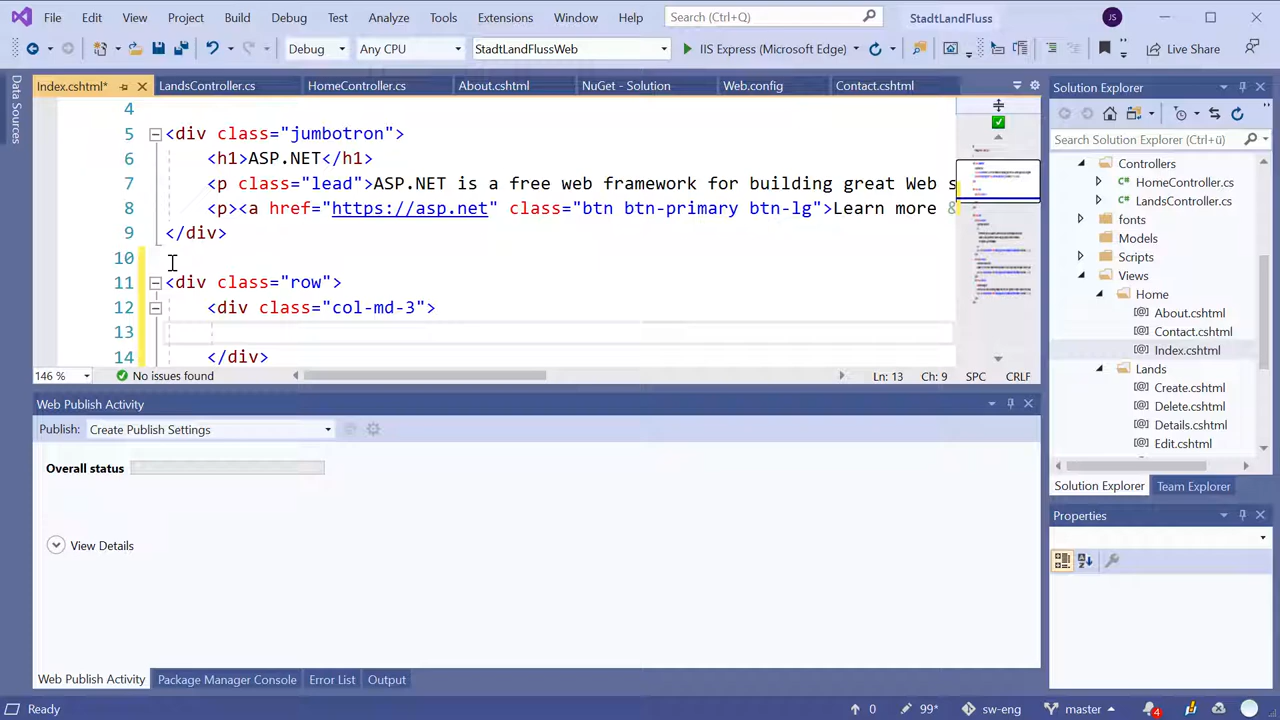 File Edit View Project Build Debug Test Analyze Tools Extensions Window Help Search (Ctrl+Q) StadtLandFluss JS
Debug Any CPU StadtLandFlussWeb IIS Express (Microsoft Edge) Live Share
Data Sources
Index.cshtml* LandsController.cs HomeController.cs About.cshtml NuGet - Solution Web.config Contact.cshtml
4
5 <div class="jumbotron">
6 <h1>ASP.NET</h1>
7 <p class="lead">ASP.NET is a free web framework for building great Web s
8 <p><a href="https://asp.net" class="btn btn-primary btn-lg">Learn more &
9 </div>
10
11 <div class="row">
12 <div class="col-md-3">
13
14 </div>
146 % No issues found Ln: 13 Ch: 9 SPC CRLF
Web Publish Activity
Publish: Create Publish Settings
Overall status
View Details
Web Publish Activity Package Manager Console Error List Output
Solution Explorer
Search Solution Explorer (Ctrl+ü)
Controllers
HomeController.cs
LandsController.cs
fonts
Models
Scripts
Views
Home
About.cshtml
Contact.cshtml
Index.cshtml
Lands
Create.cshtml
Delete.cshtml
Details.cshtml
Edit.cshtml
Solution Explorer Team Explorer
Properties
Ready 0 99* sw-eng master 4